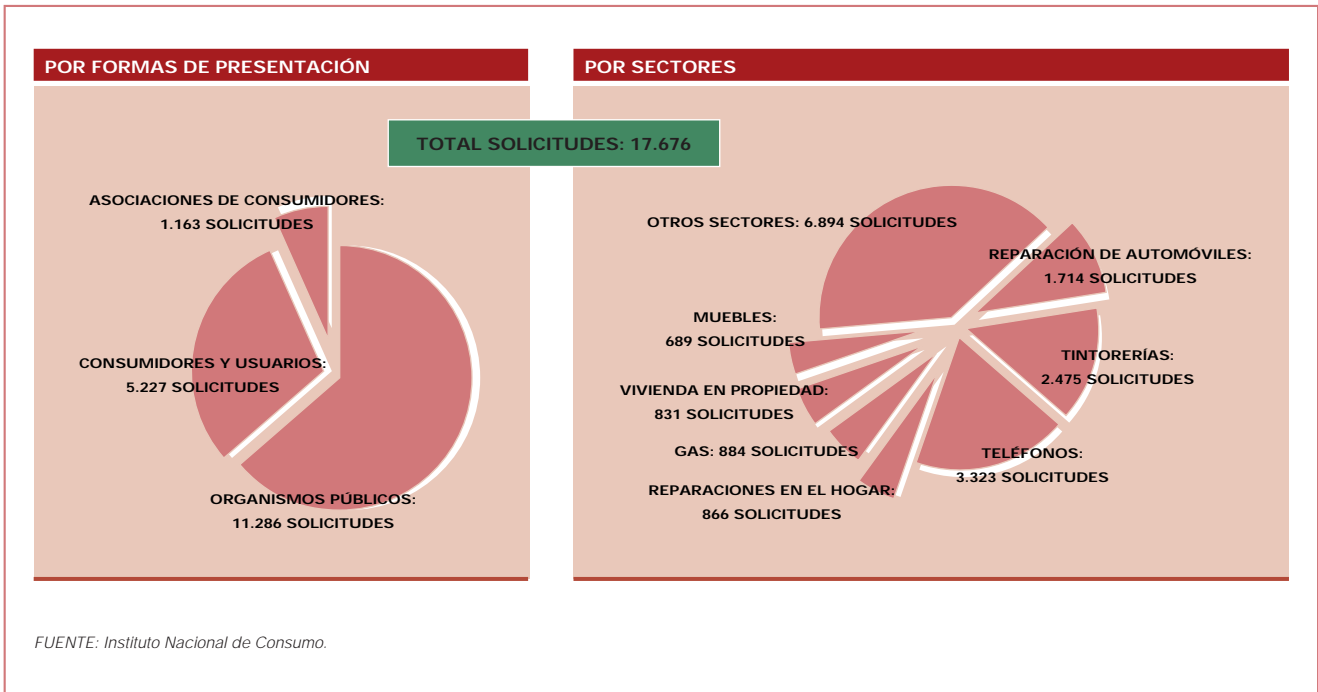 POR FORMAS DE PRESENTACIÓN
POR SECTORES
TOTAL SOLICITUDES: 17.676
ASOCIACIONES DE CONSUMIDORES:
1.163 SOLICITUDES
CONSUMIDORES Y USUARIOS:
5.227 SOLICITUDES
ORGANISMOS PÚBLICOS:
11.286 SOLICITUDES
OTROS SECTORES: 6.894 SOLICITUDES
REPARACIÓN DE AUTOMÓVILES:
1.714 SOLICITUDES
MUEBLES:
689 SOLICITUDES
TINTORERÍAS:
2.475 SOLICITUDES
VIVIENDA EN PROPIEDAD:
831 SOLICITUDES
GAS: 884 SOLICITUDES
TELÉFONOS:
3.323 SOLICITUDES
REPARACIONES EN EL HOGAR:
866 SOLICITUDES
FUENTE: Instituto Nacional de Consumo.